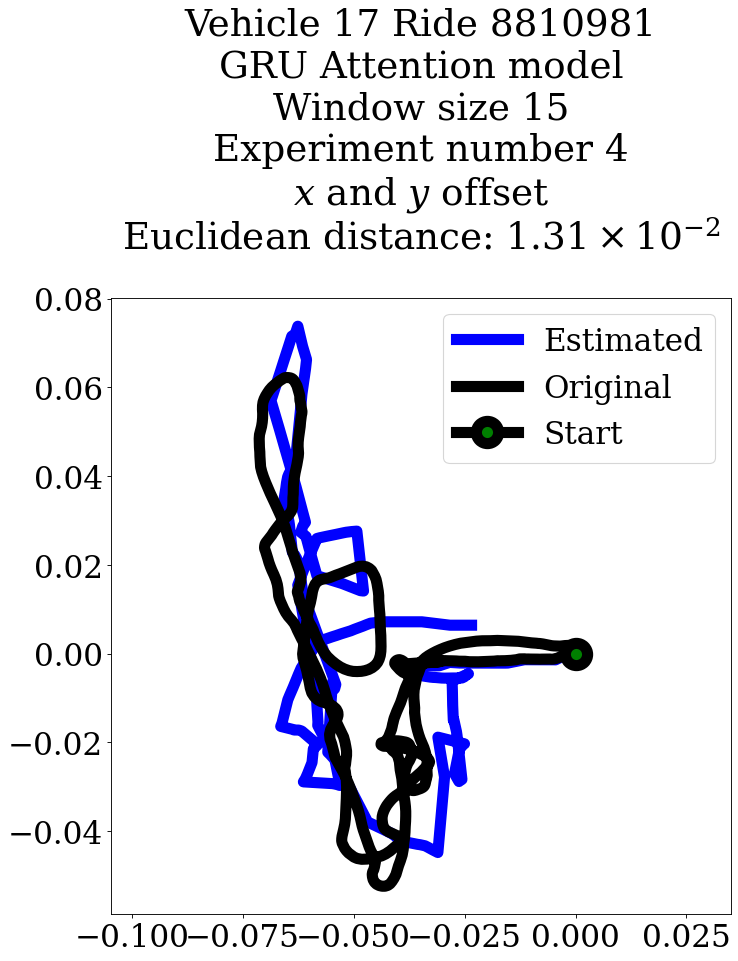 Vehicle 17 Ride 8810981
GRU Attention model
Window size 15
Experiment number 4
x and y offset
Euclidean distance: 1.31 × 10⁻²
0.08
0.06
0.04
0.02
0.00
−0.02
−0.04
Estimated
Original
Start
−0.100 −0.075 −0.050 −0.025 0.000 0.025